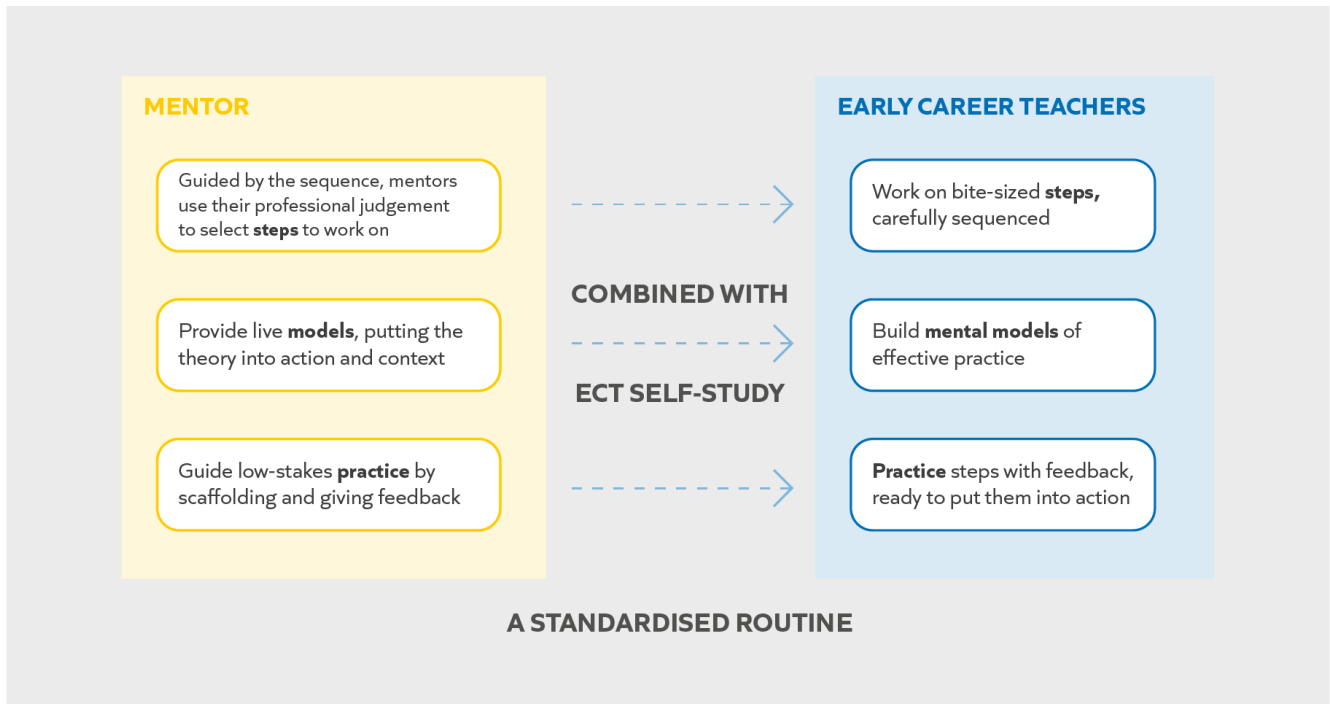 MENTOR
Guided by the sequence, mentors
use their professional judgement
to select steps to work on
Provide live models, putting the
theory into action and context
Guide low-stakes practice by
scaffolding and giving feedback
COMBINED WITH
ECT SELF-STUDY
EARLY CAREER TEACHERS
Work on bite-sized steps,
carefully sequenced
Build mental models of
effective practice
Practice steps with feedback,
ready to put them into action
A STANDARDISED ROUTINE